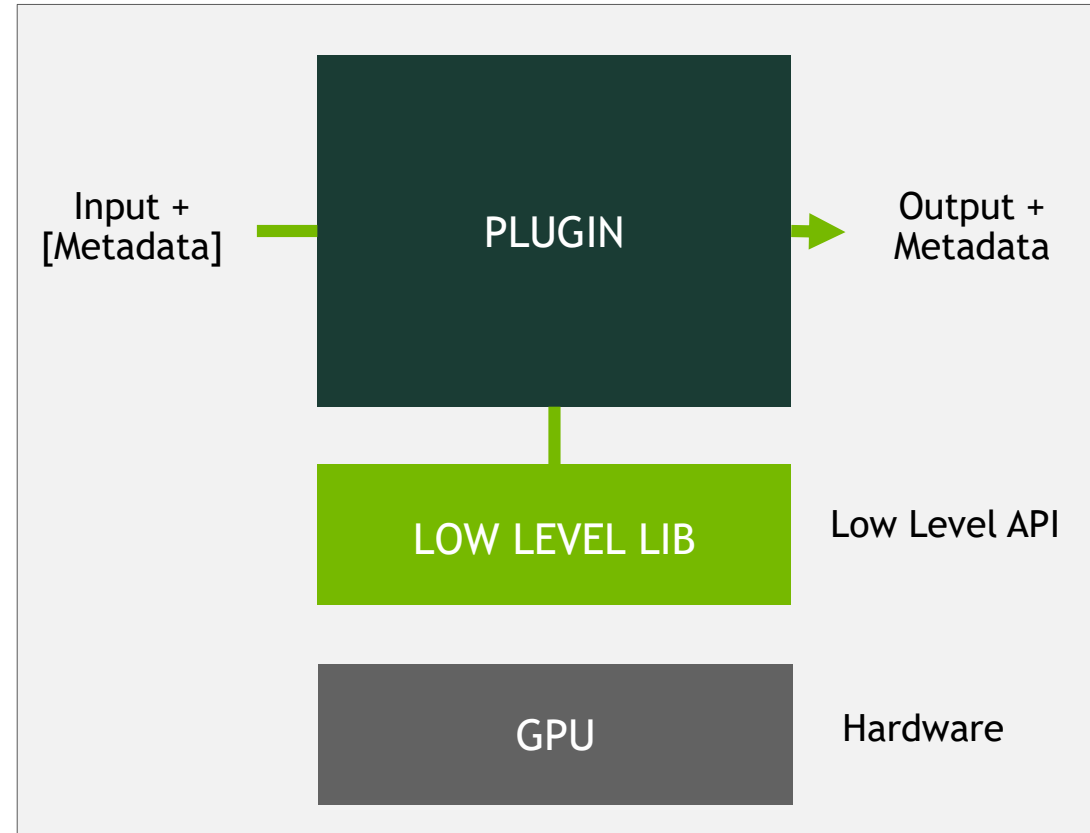 Input +
[Metadata]
PLUGIN
Output +
Metadata
LOW LEVEL LIB
Low Level API
GPU
Hardware